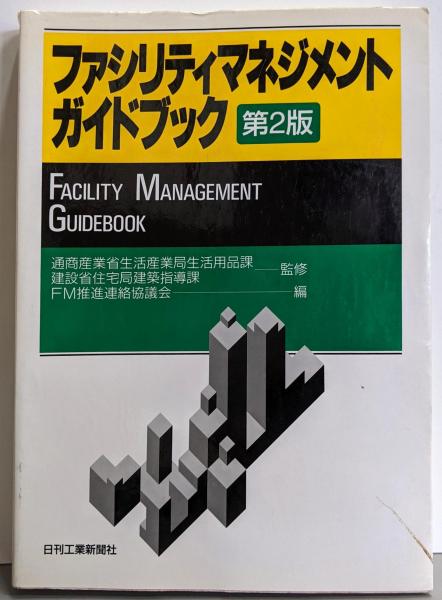 ファシリティマネジメント
ガイドブック 第2版
FACILITY MANAGEMENT
GUIDEBOOK
通商産業省生活産業局生活用品課
建設省住宅局建築指導課 ――監修
FM推進連絡協議会――――――編
日刊工業新聞社